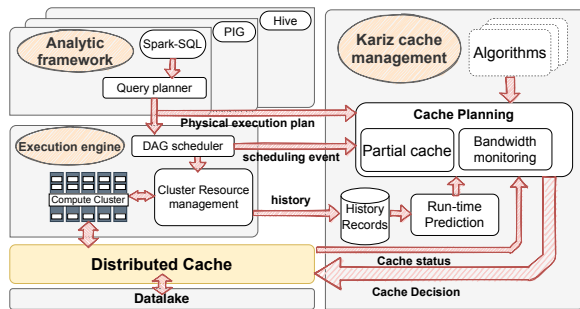 Hive
PIG
Analytic
framework
Spark-SQL
Query planner
Kariz cache
management
Algorithms
Physical execution plan
Cache Planning
Partial cache
Bandwidth
monitoring
Execution engine
DAG scheduler
scheduling event
Compute Cluster
Cluster Resource
management
history
History
Records
Run-time
Prediction
Distributed Cache
Cache status
Cache Decision
Datalake